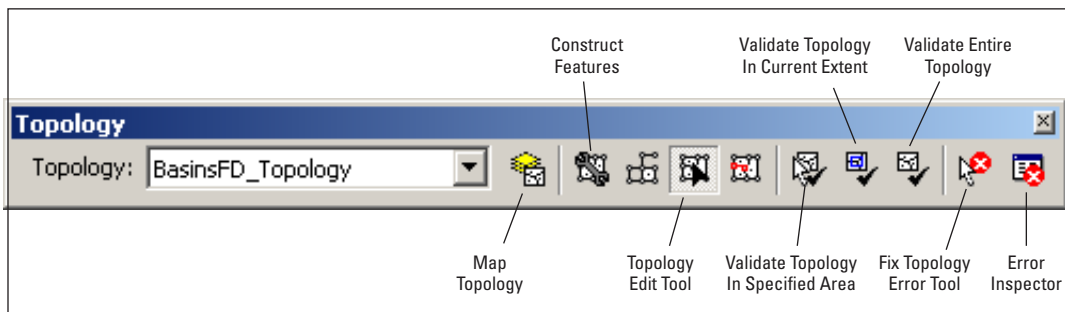 Construct
Features
Validate Topology
In Current Extent
Validate Entire
Topology
Topology
Topology:
BasinsFD_Topology
Map
Topology
Topology
Edit Tool
Validate Topology
In Specified Area
Fix Topology
Error Tool
Error
Inspector